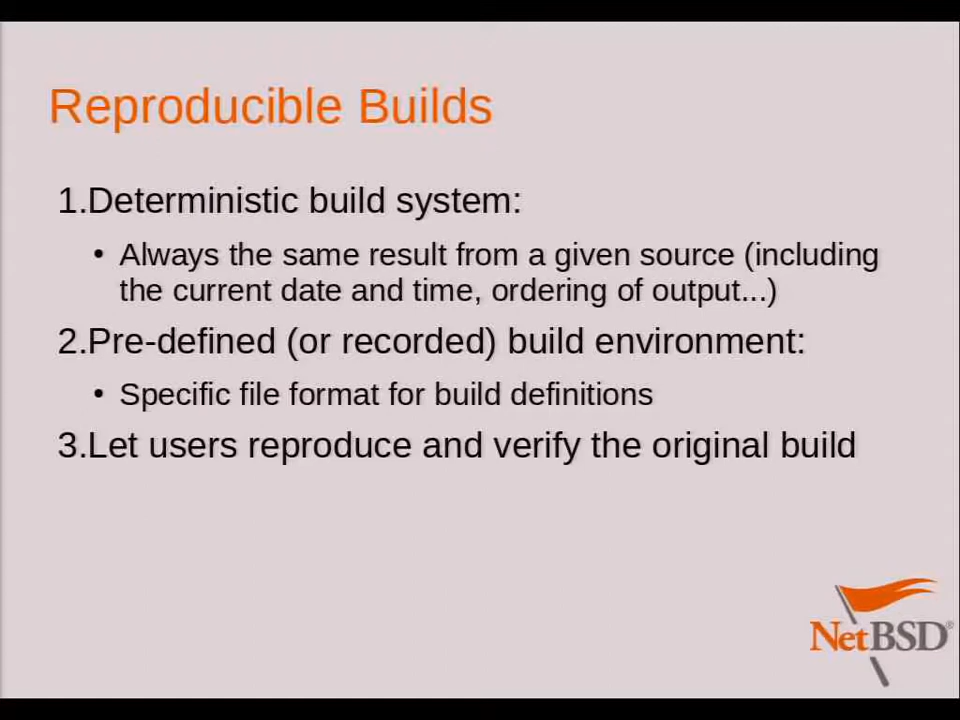 Reproducible Builds
1.Deterministic build system:
• Always the same result from a given source (including
the current date and time, ordering of output...)
2.Pre-defined (or recorded) build environment:
• Specific file format for build definitions
3.Let users reproduce and verify the original build
NetBSD®